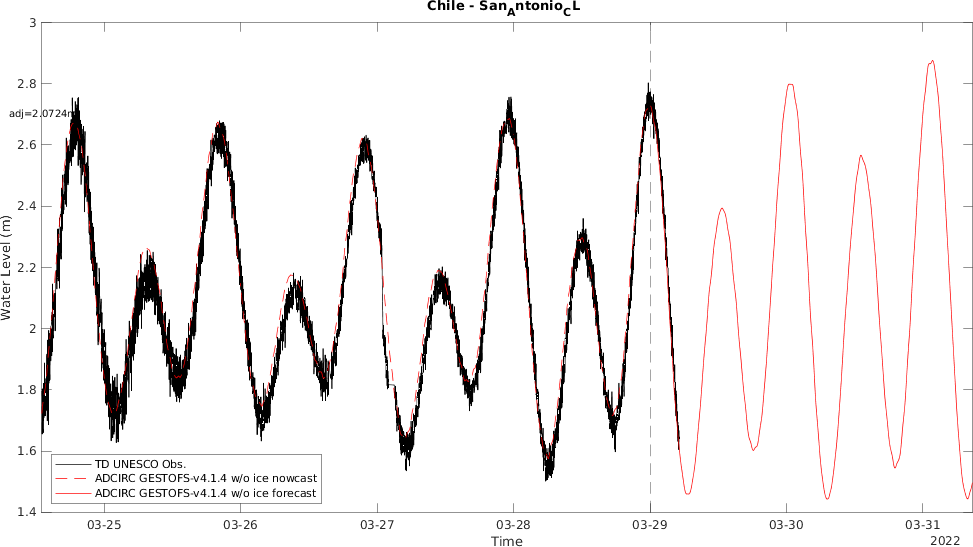 Chile - San_Antonio_CL
3
2.8
adj=2.0724m
2.6
2.4
2.2
2
1.8
1.6
1.4
Water Level (m)
TD UNESCO Obs.
ADCIRC GESTOFS-v4.1.4 w/o ice nowcast
ADCIRC GESTOFS-v4.1.4 w/o ice forecast
03-25
03-26
03-27
03-28
03-29
03-30
03-31
Time
2022